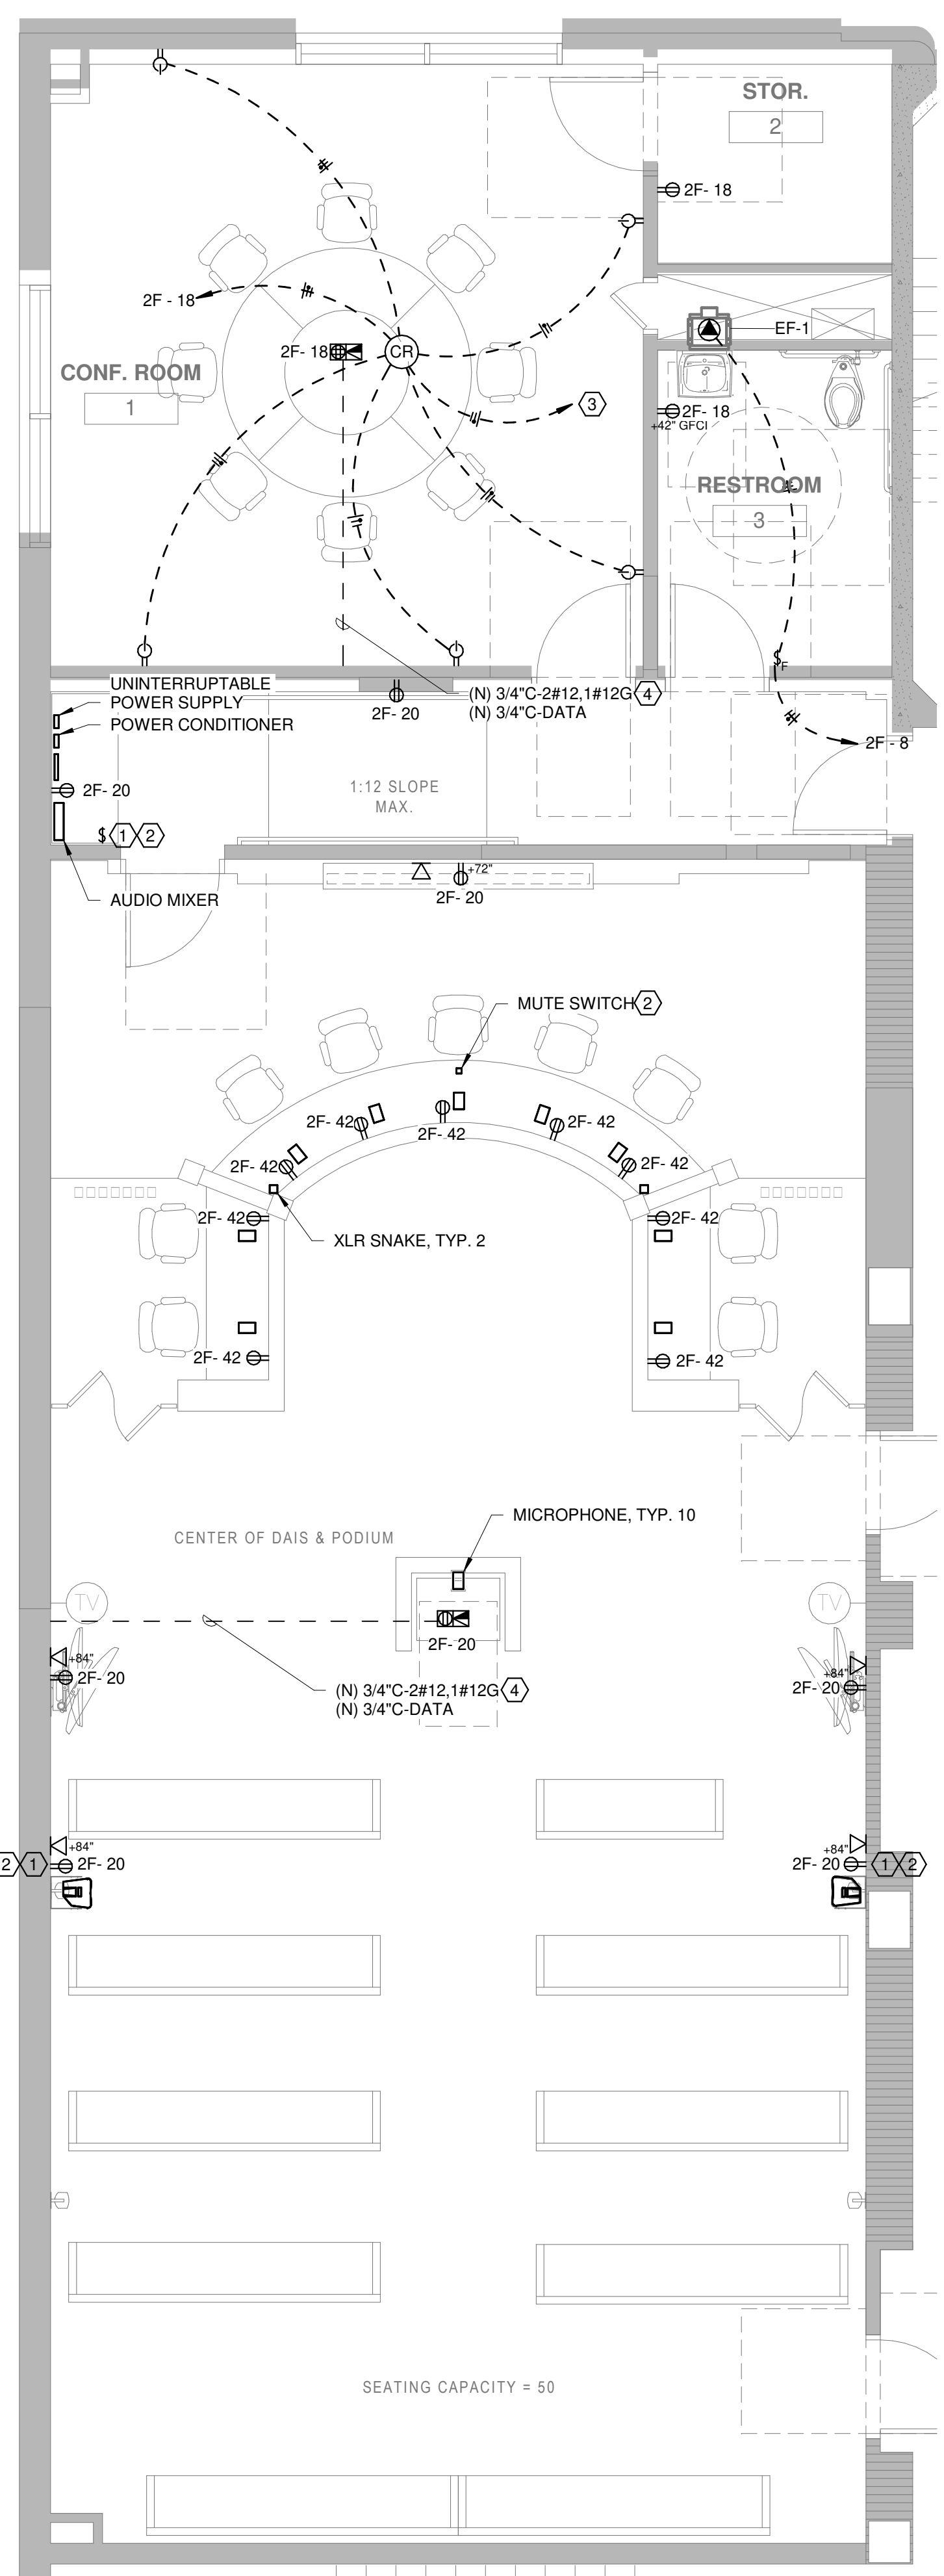 STOR.
2
2F- 18
2F - 18
2F- 18
CR
EF-1
CONF. ROOM
1
3
2F- 18
+42" GFCI
RESTROOM
3
$F
UNINTERRUPTABLE
POWER SUPPLY
POWER CONDITIONER
2F- 20
(N) 3/4"C-2#12,1#12G 4
(N) 3/4"C-DATA
2F - 8
2F- 20
1:12 SLOPE
MAX.
$ 1 2
AUDIO MIXER
+72"
2F- 20
MUTE SWITCH 2
2F- 42
2F- 42
2F- 42
2F- 42
2F- 42
2F- 42
2F- 42
XLR SNAKE, TYP. 2
2F- 42
2F- 42
MICROPHONE, TYP. 10
CENTER OF DAIS & PODIUM
TV
TV
2F- 20
+84"
2F- 20
+84"
2F- 20
(N) 3/4"C-2#12,1#12G 4
(N) 3/4"C-DATA
+84"
2 1 2F- 20
+84"
2F- 20 1 2
SEATING CAPACITY = 50